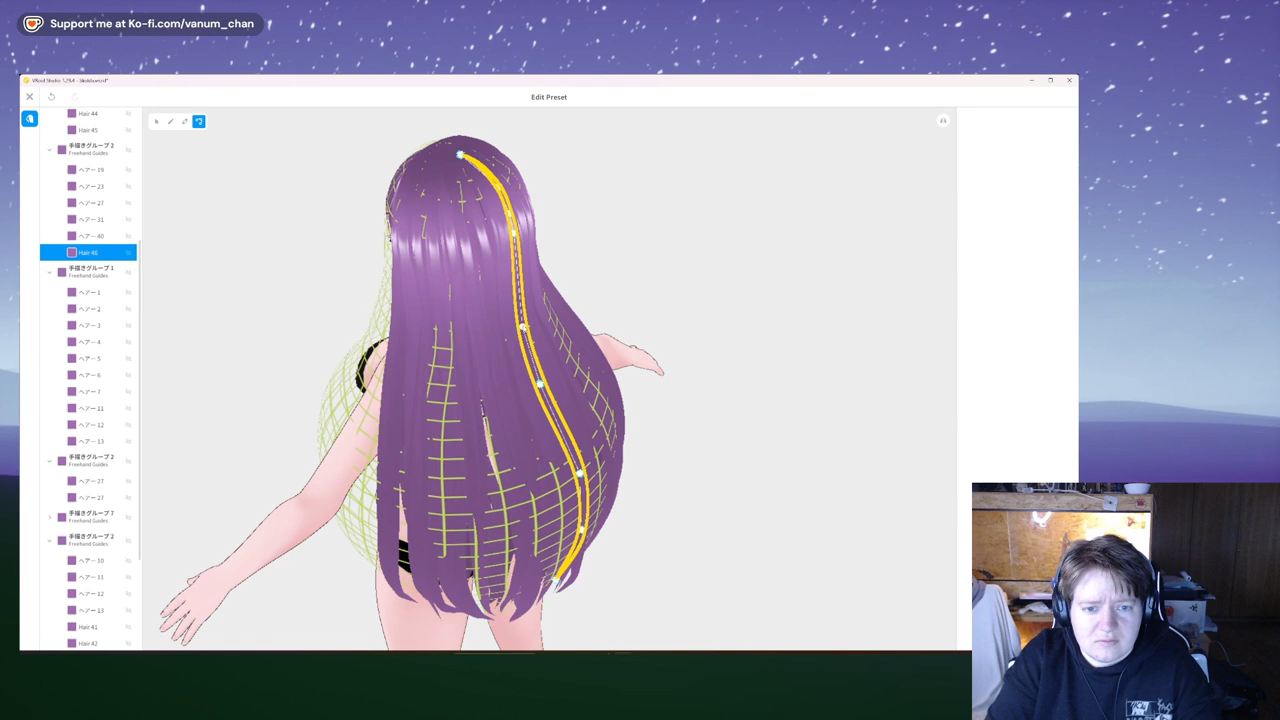 Support me at Ko-fi.com/vanum_chan
Edit Preset
Hair 44
Hair 45
手描きグループ 2
Freehand Guides
ヘアー 19
ヘアー 23
ヘアー 27
ヘアー 31
ヘアー 40
Hair 46
手描きグループ 1
Freehand Guides
ヘアー 1
ヘアー 2
ヘアー 3
ヘアー 4
ヘアー 5
ヘアー 6
ヘアー 7
ヘアー 11
ヘアー 12
ヘアー 13
手描きグループ 2
Freehand Guides
ヘアー 27
ヘアー 27
手描きグループ 7
Freehand Guides
手描きグループ 2
Freehand Guides
ヘアー 10
ヘアー 11
ヘアー 12
ヘアー 13
Hair 41
Hair 42